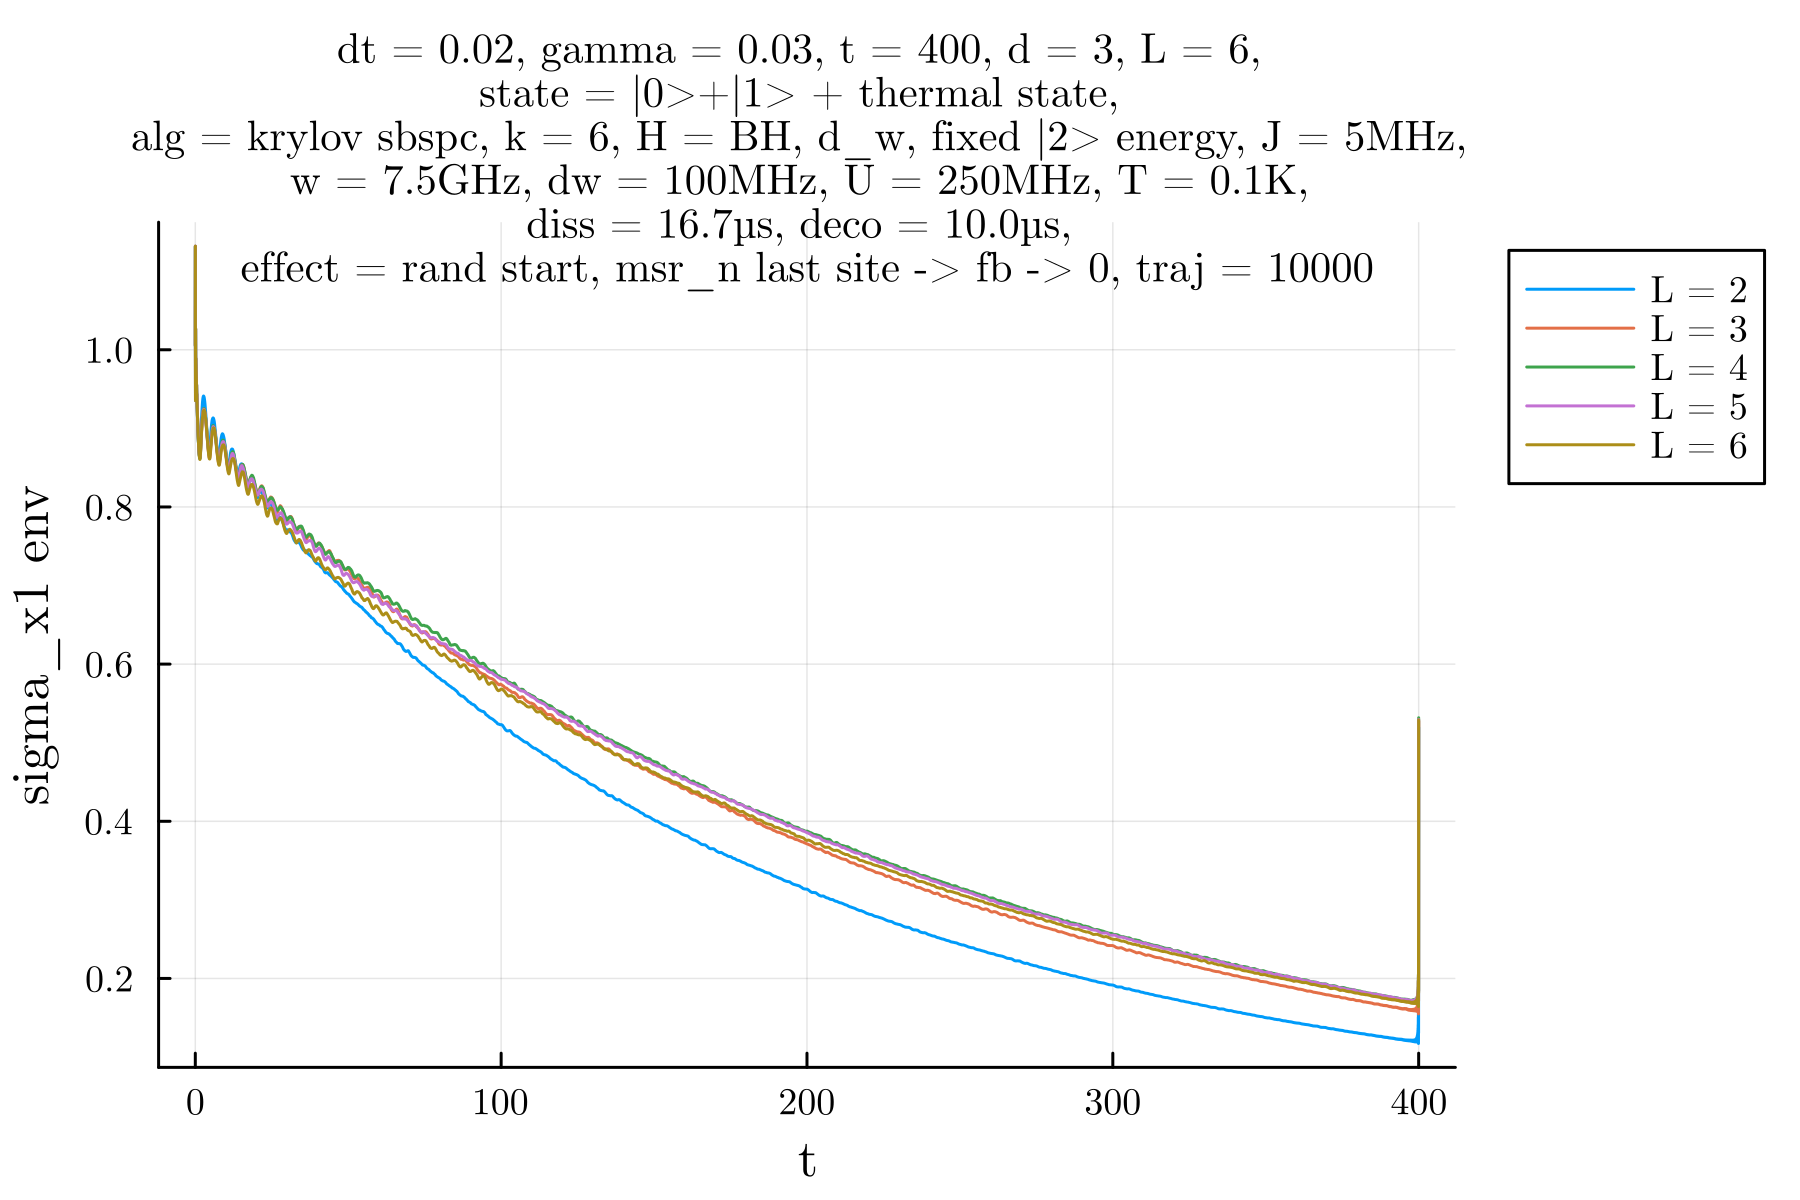 dt = 0.02, gamma = 0.03, t = 400, d = 3, L = 6,
state = |0>+|1> + thermal state,
alg = krylov sbspc, k = 6, H = BH, d_w, fixed |2> energy, J = 5MHz,
w = 7.5GHz, dw = 100MHz, U = 250MHz, T = 0.1K,
diss = 16.7µs, deco = 10.0µs,
effect = rand start, msr_n last site -> fb -> 0, traj = 10000
L = 2
L = 3
L = 4
L = 5
L = 6
sigma_x1 env
1.0
0.8
0.6
0.4
0.2
0
100
200
300
400
t